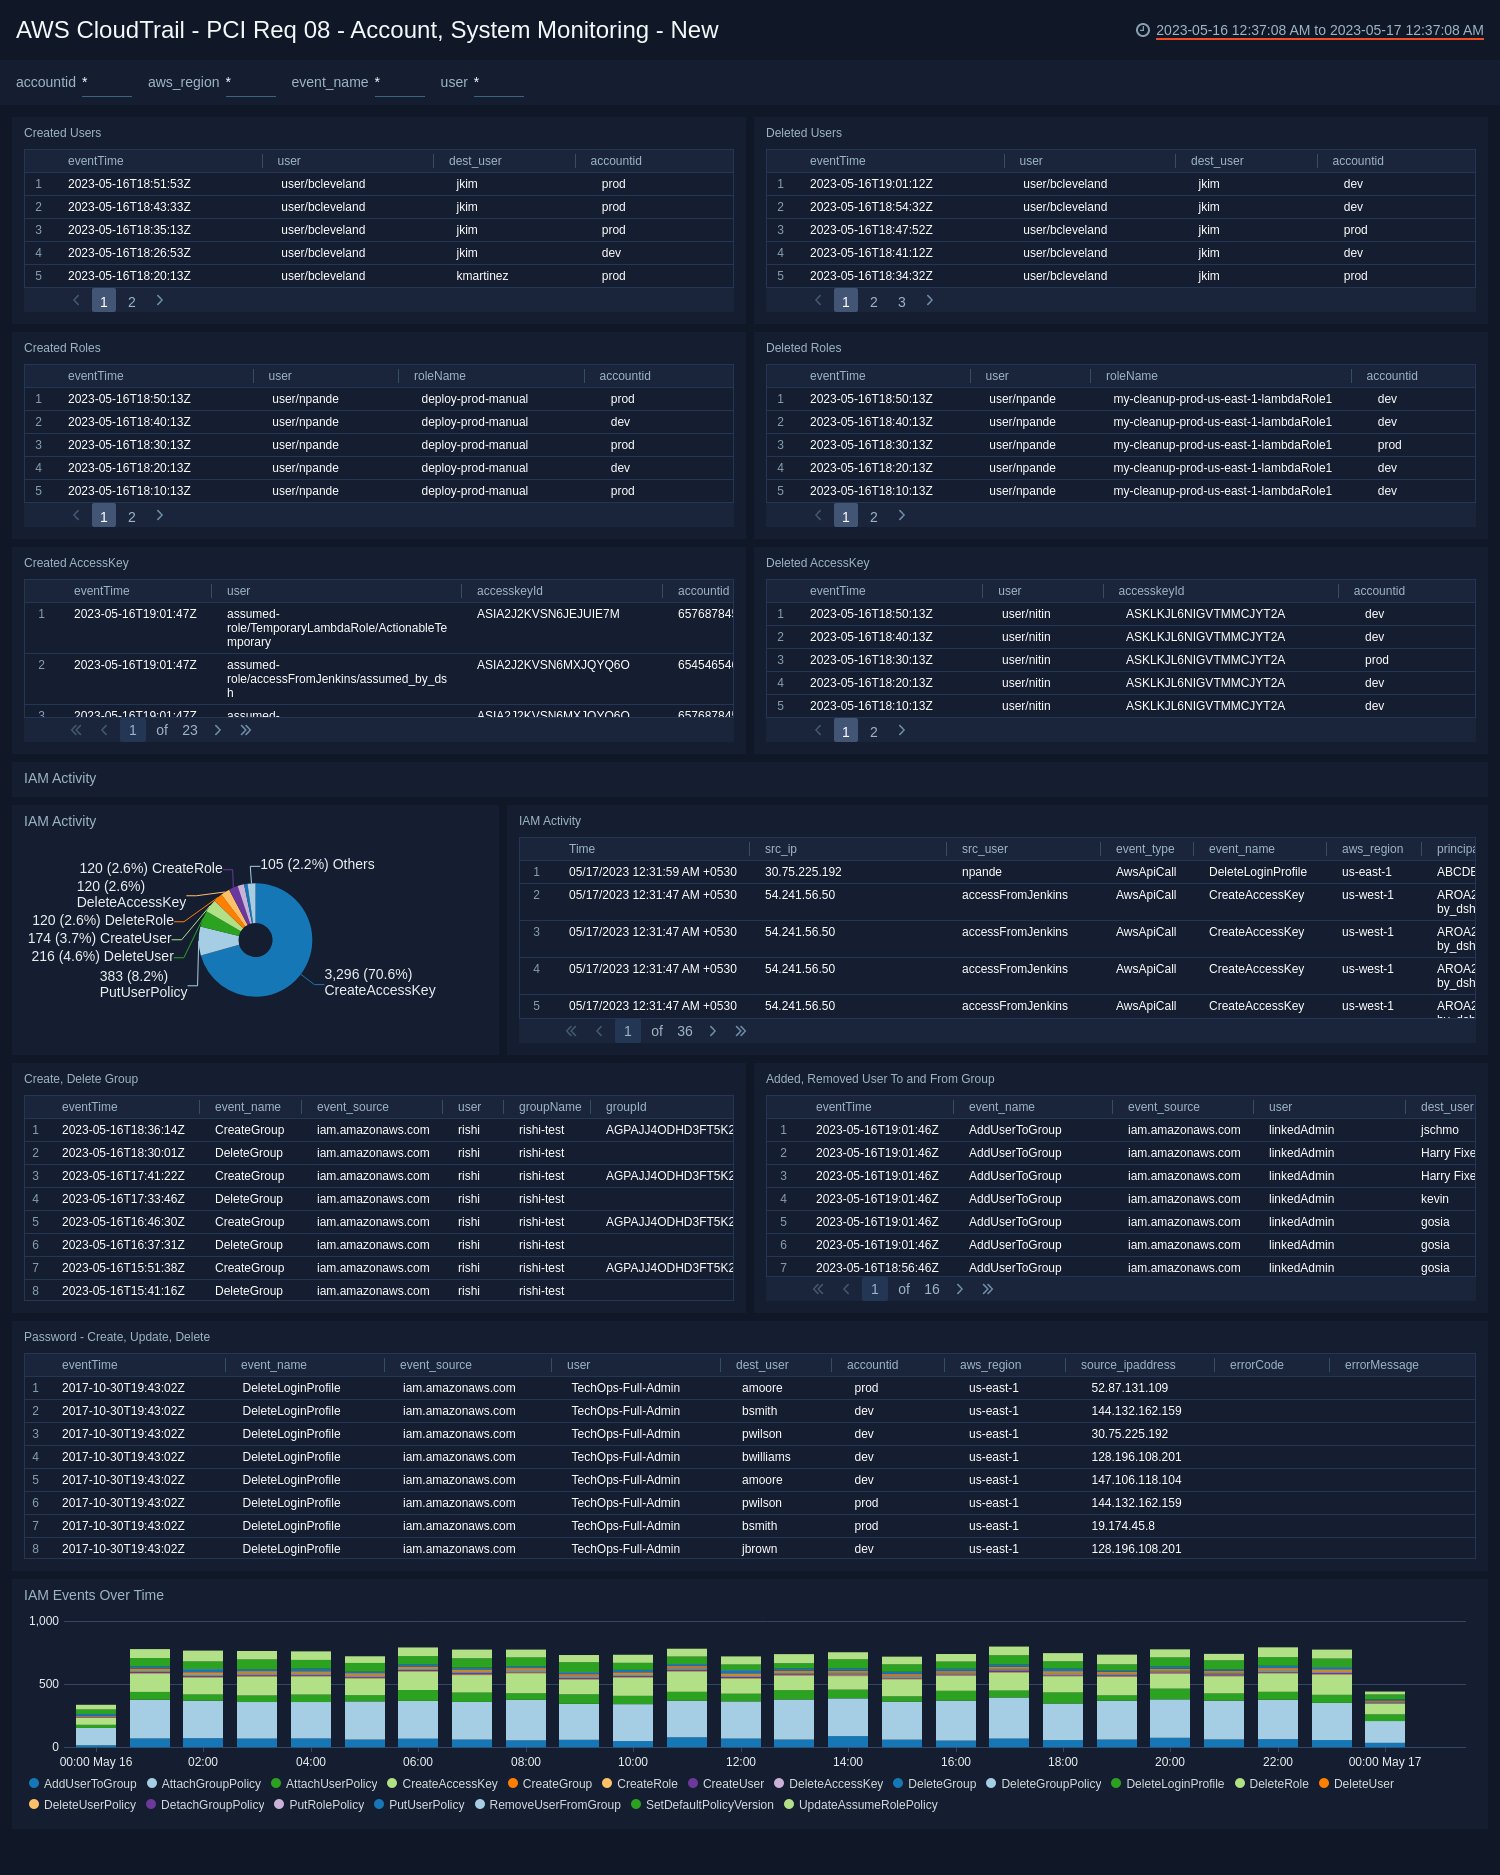 AWS CloudTrail - PCI Req 08 - Account, System Monitoring - New
2023-05-16 12:37:08 AM to 2023-05-17 12:37:08 AM
accountid * aws_region * event_name * user *
Created Users
eventTime user dest_user accountid
1 2023-05-16T18:51:53Z user/bcleveland jkim prod
2 2023-05-16T18:43:33Z user/bcleveland jkim prod
3 2023-05-16T18:35:13Z user/bcleveland jkim prod
4 2023-05-16T18:26:53Z user/bcleveland jkim dev
5 2023-05-16T18:20:13Z user/bcleveland kmartinez prod
1 2
Deleted Users
eventTime user dest_user accountid
1 2023-05-16T19:01:12Z user/bcleveland jkim dev
2 2023-05-16T18:54:32Z user/bcleveland jkim dev
3 2023-05-16T18:47:52Z user/bcleveland jkim prod
4 2023-05-16T18:41:12Z user/bcleveland jkim dev
5 2023-05-16T18:34:32Z user/bcleveland jkim prod
1 2 3
Created Roles
eventTime user roleName accountid
1 2023-05-16T18:50:13Z user/npande deploy-prod-manual prod
2 2023-05-16T18:40:13Z user/npande deploy-prod-manual dev
3 2023-05-16T18:30:13Z user/npande deploy-prod-manual prod
4 2023-05-16T18:20:13Z user/npande deploy-prod-manual dev
5 2023-05-16T18:10:13Z user/npande deploy-prod-manual prod
1 2
Deleted Roles
eventTime user roleName accountid
1 2023-05-16T18:50:13Z user/npande my-cleanup-prod-us-east-1-lambdaRole1 dev
2 2023-05-16T18:40:13Z user/npande my-cleanup-prod-us-east-1-lambdaRole1 dev
3 2023-05-16T18:30:13Z user/npande my-cleanup-prod-us-east-1-lambdaRole1 prod
4 2023-05-16T18:20:13Z user/npande my-cleanup-prod-us-east-1-lambdaRole1 dev
5 2023-05-16T18:10:13Z user/npande my-cleanup-prod-us-east-1-lambdaRole1 dev
1 2
Created AccessKey
eventTime user accesskeyId accountid
1 2023-05-16T19:01:47Z assumed- ASIA2J2KVSN6JEJUIE7M 65768784
role/TemporaryLambdaRole/ActionableTe
mporary
2 2023-05-16T19:01:47Z assumed- ASIA2J2KVSN6MXJQYQ6O 65454654
role/accessFromJenkins/assumed_by_ds
h
3 2023-05-16T19:01:47Z assumed- ASIA2J2KVSN6MXJQYQ6O 65768784
1 of 23
Deleted AccessKey
eventTime user accesskeyId accountid
1 2023-05-16T18:50:13Z user/nitin ASKLKJL6NIGVTMMCJYT2A dev
2 2023-05-16T18:40:13Z user/nitin ASKLKJL6NIGVTMMCJYT2A dev
3 2023-05-16T18:30:13Z user/nitin ASKLKJL6NIGVTMMCJYT2A prod
4 2023-05-16T18:20:13Z user/nitin ASKLKJL6NIGVTMMCJYT2A dev
5 2023-05-16T18:10:13Z user/nitin ASKLKJL6NIGVTMMCJYT2A dev
1 2
IAM Activity
IAM Activity
105 (2.2%) Others
120 (2.6%) CreateRole
120 (2.6%)
DeleteAccessKey
120 (2.6%) DeleteRole
174 (3.7%) CreateUser
216 (4.6%) DeleteUser
383 (8.2%)
PutUserPolicy
3,296 (70.6%)
CreateAccessKey
IAM Activity
Time src_ip src_user event_type event_name aws_region principa
1 05/17/2023 12:31:59 AM +0530 30.75.225.192 npande AwsApiCall DeleteLoginProfile us-east-1 ABCDE
2 05/17/2023 12:31:47 AM +0530 54.241.56.50 accessFromJenkins AwsApiCall CreateAccessKey us-west-1 AROA2
by_dsh
3 05/17/2023 12:31:47 AM +0530 54.241.56.50 accessFromJenkins AwsApiCall CreateAccessKey us-west-1 AROA2
by_dsh
4 05/17/2023 12:31:47 AM +0530 54.241.56.50 accessFromJenkins AwsApiCall CreateAccessKey us-west-1 AROA2
by_dsh
5 05/17/2023 12:31:47 AM +0530 54.241.56.50 accessFromJenkins AwsApiCall CreateAccessKey us-west-1 AROA2
1 of 36
Create, Delete Group
eventTime event_name event_source user groupName groupId
1 2023-05-16T18:36:14Z CreateGroup iam.amazonaws.com rishi rishi-test AGPAJJ4ODHD3FT5K2
2 2023-05-16T18:30:01Z DeleteGroup iam.amazonaws.com rishi rishi-test
3 2023-05-16T17:41:22Z CreateGroup iam.amazonaws.com rishi rishi-test AGPAJJ4ODHD3FT5K2
4 2023-05-16T17:33:46Z DeleteGroup iam.amazonaws.com rishi rishi-test
5 2023-05-16T16:46:30Z CreateGroup iam.amazonaws.com rishi rishi-test AGPAJJ4ODHD3FT5K2
6 2023-05-16T16:37:31Z DeleteGroup iam.amazonaws.com rishi rishi-test
7 2023-05-16T15:51:38Z CreateGroup iam.amazonaws.com rishi rishi-test AGPAJJ4ODHD3FT5K2
8 2023-05-16T15:41:16Z DeleteGroup iam.amazonaws.com rishi rishi-test
Added, Removed User To and From Group
eventTime event_name event_source user dest_user
1 2023-05-16T19:01:46Z AddUserToGroup iam.amazonaws.com linkedAdmin jschmo
2 2023-05-16T19:01:46Z AddUserToGroup iam.amazonaws.com linkedAdmin Harry Fixe
3 2023-05-16T19:01:46Z AddUserToGroup iam.amazonaws.com linkedAdmin Harry Fixe
4 2023-05-16T19:01:46Z AddUserToGroup iam.amazonaws.com linkedAdmin kevin
5 2023-05-16T19:01:46Z AddUserToGroup iam.amazonaws.com linkedAdmin gosia
6 2023-05-16T19:01:46Z AddUserToGroup iam.amazonaws.com linkedAdmin gosia
7 2023-05-16T18:56:46Z AddUserToGroup iam.amazonaws.com linkedAdmin gosia
1 of 16
Password - Create, Update, Delete
eventTime event_name event_source user dest_user accountid aws_region source_ipaddress errorCode errorMessage
1 2017-10-30T19:43:02Z DeleteLoginProfile iam.amazonaws.com TechOps-Full-Admin amoore prod us-east-1 52.87.131.109
2 2017-10-30T19:43:02Z DeleteLoginProfile iam.amazonaws.com TechOps-Full-Admin bsmith dev us-east-1 144.132.162.159
3 2017-10-30T19:43:02Z DeleteLoginProfile iam.amazonaws.com TechOps-Full-Admin pwilson dev us-east-1 30.75.225.192
4 2017-10-30T19:43:02Z DeleteLoginProfile iam.amazonaws.com TechOps-Full-Admin bwilliams dev us-east-1 128.196.108.201
5 2017-10-30T19:43:02Z DeleteLoginProfile iam.amazonaws.com TechOps-Full-Admin amoore dev us-east-1 147.106.118.104
6 2017-10-30T19:43:02Z DeleteLoginProfile iam.amazonaws.com TechOps-Full-Admin pwilson prod us-east-1 144.132.162.159
7 2017-10-30T19:43:02Z DeleteLoginProfile iam.amazonaws.com TechOps-Full-Admin bsmith prod us-east-1 19.174.45.8
8 2017-10-30T19:43:02Z DeleteLoginProfile iam.amazonaws.com TechOps-Full-Admin jbrown dev us-east-1 128.196.108.201
IAM Events Over Time
1,000
500
0
00:00 May 16 02:00 04:00 06:00 08:00 10:00 12:00 14:00 16:00 18:00 20:00 22:00 00:00 May 17
AddUserToGroup AttachGroupPolicy AttachUserPolicy CreateAccessKey CreateGroup CreateRole CreateUser DeleteAccessKey DeleteGroup DeleteGroupPolicy DeleteLoginProfile DeleteRole DeleteUser
DeleteUserPolicy DetachGroupPolicy PutRolePolicy PutUserPolicy RemoveUserFromGroup SetDefaultPolicyVersion UpdateAssumeRolePolicy